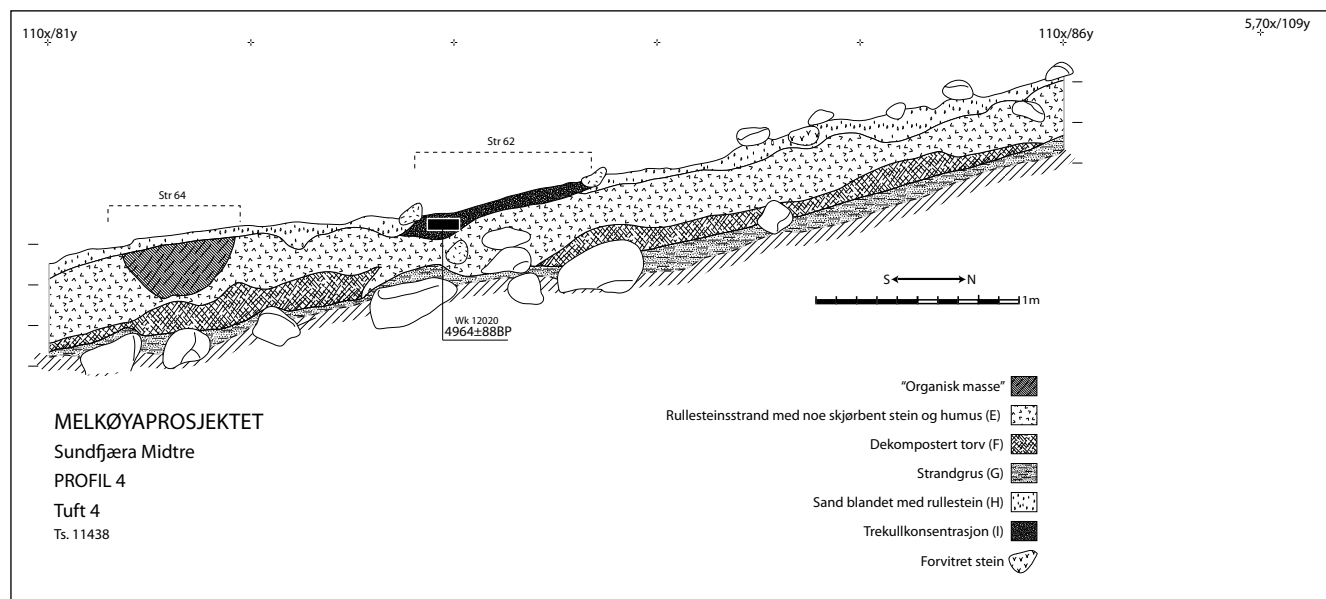 110x/81y
110x/86y
5,70x/109y
Str 62
Str 64
S N
1m
Wk 12020
4964±88BP
MELKØYAPROSJEKTET
Sundfjæra Midtre
PROFIL 4
Tuft 4
Ts. 11438
"Organisk masse"
Rullesteinsstrand med noe skjørbent stein og humus (E)
Dekompostert torv (F)
Strandgrus (G)
Sand blandet med rullestein (H)
Trekullkonsentrasjon (I)
Forvitret stein